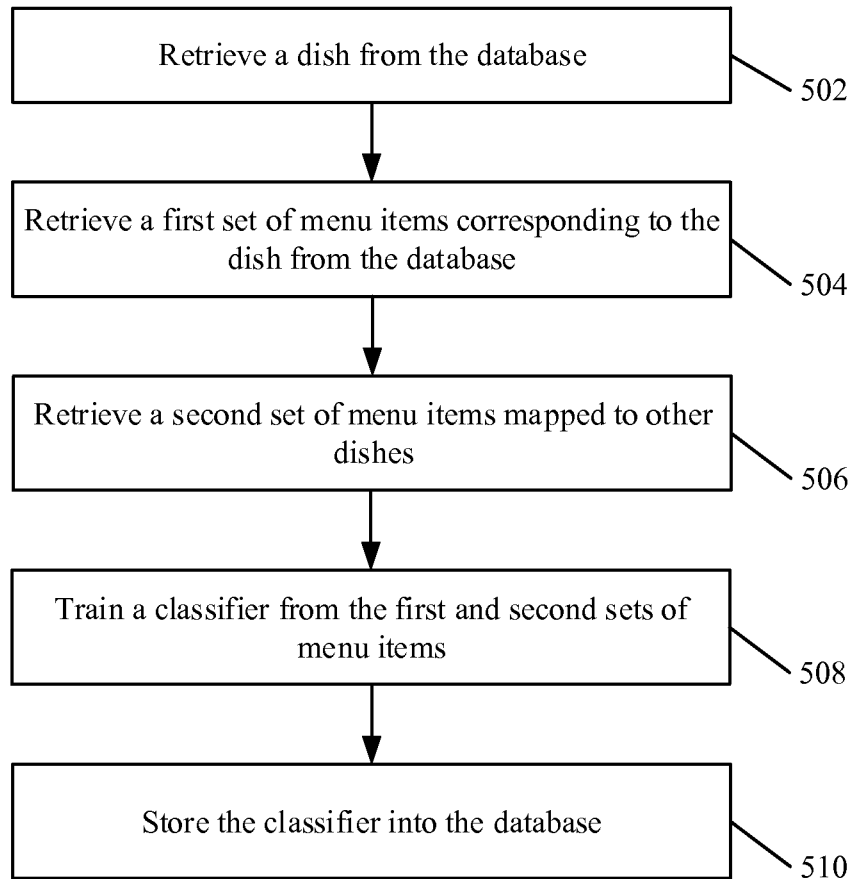 Retrieve a dish from the database
502
Retrieve a first set of menu items corresponding to the
dish from the database
504
Retrieve a second set of menu items mapped to other
dishes
506
Train a classifier from the first and second sets of
menu items
508
Store the classifier into the database
510